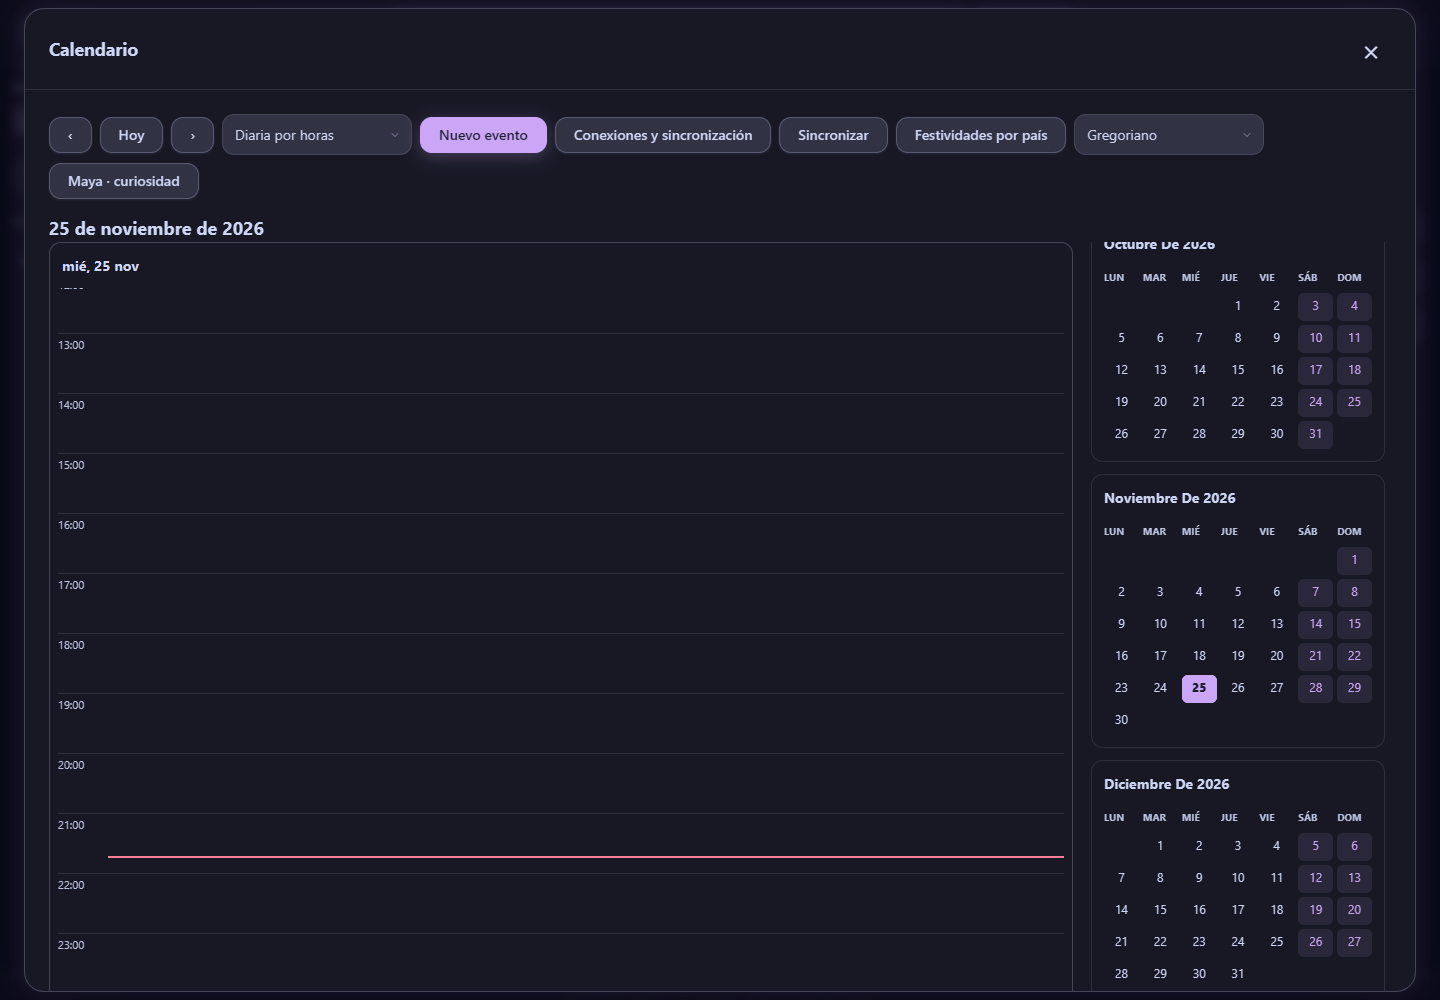 Calendario
✕
‹ Hoy › Diaria por horas Nuevo evento Conexiones y sincronización Sincronizar Festividades por país Gregoriano
Maya · curiosidad
25 de noviembre de 2026
mié, 25 nov
13:00
14:00
15:00
16:00
17:00
18:00
19:00
20:00
21:00
22:00
23:00
Octubre De 2026
LUN MAR MIÉ JUE VIE SÁB DOM
1 2 3 4
5 6 7 8 9 10 11
12 13 14 15 16 17 18
19 20 21 22 23 24 25
26 27 28 29 30 31
Noviembre De 2026
LUN MAR MIÉ JUE VIE SÁB DOM
1
2 3 4 5 6 7 8
9 10 11 12 13 14 15
16 17 18 19 20 21 22
23 24 25 26 27 28 29
30
Diciembre De 2026
LUN MAR MIÉ JUE VIE SÁB DOM
1 2 3 4 5 6
7 8 9 10 11 12 13
14 15 16 17 18 19 20
21 22 23 24 25 26 27
28 29 30 31